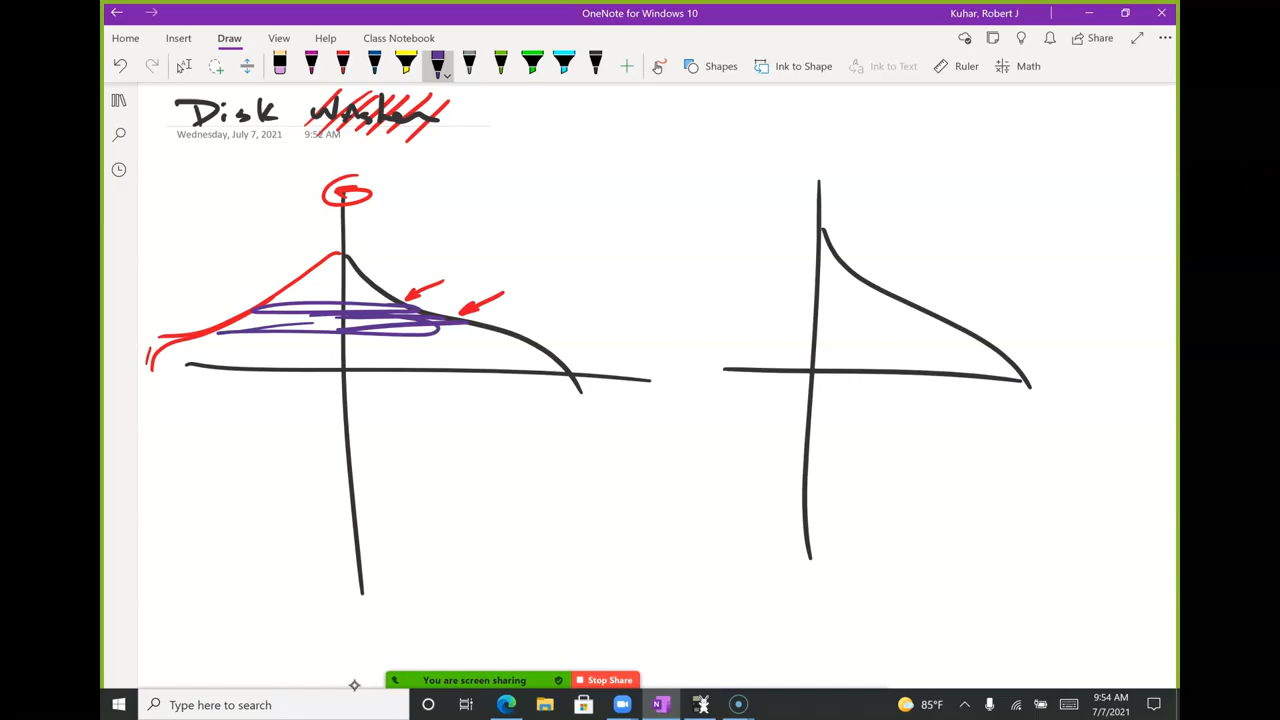 OneNote for Windows 10
Kuhar, Robert J
Home Insert Draw View Help Class Notebook
Share
Shapes Ink to Shape Ink to Text Ruler Math
Disk Washer
Wednesday, July 7, 2021 9:52 AM
You are screen sharing Stop Share
Type here to search
85°F
9:54 AM
7/7/2021